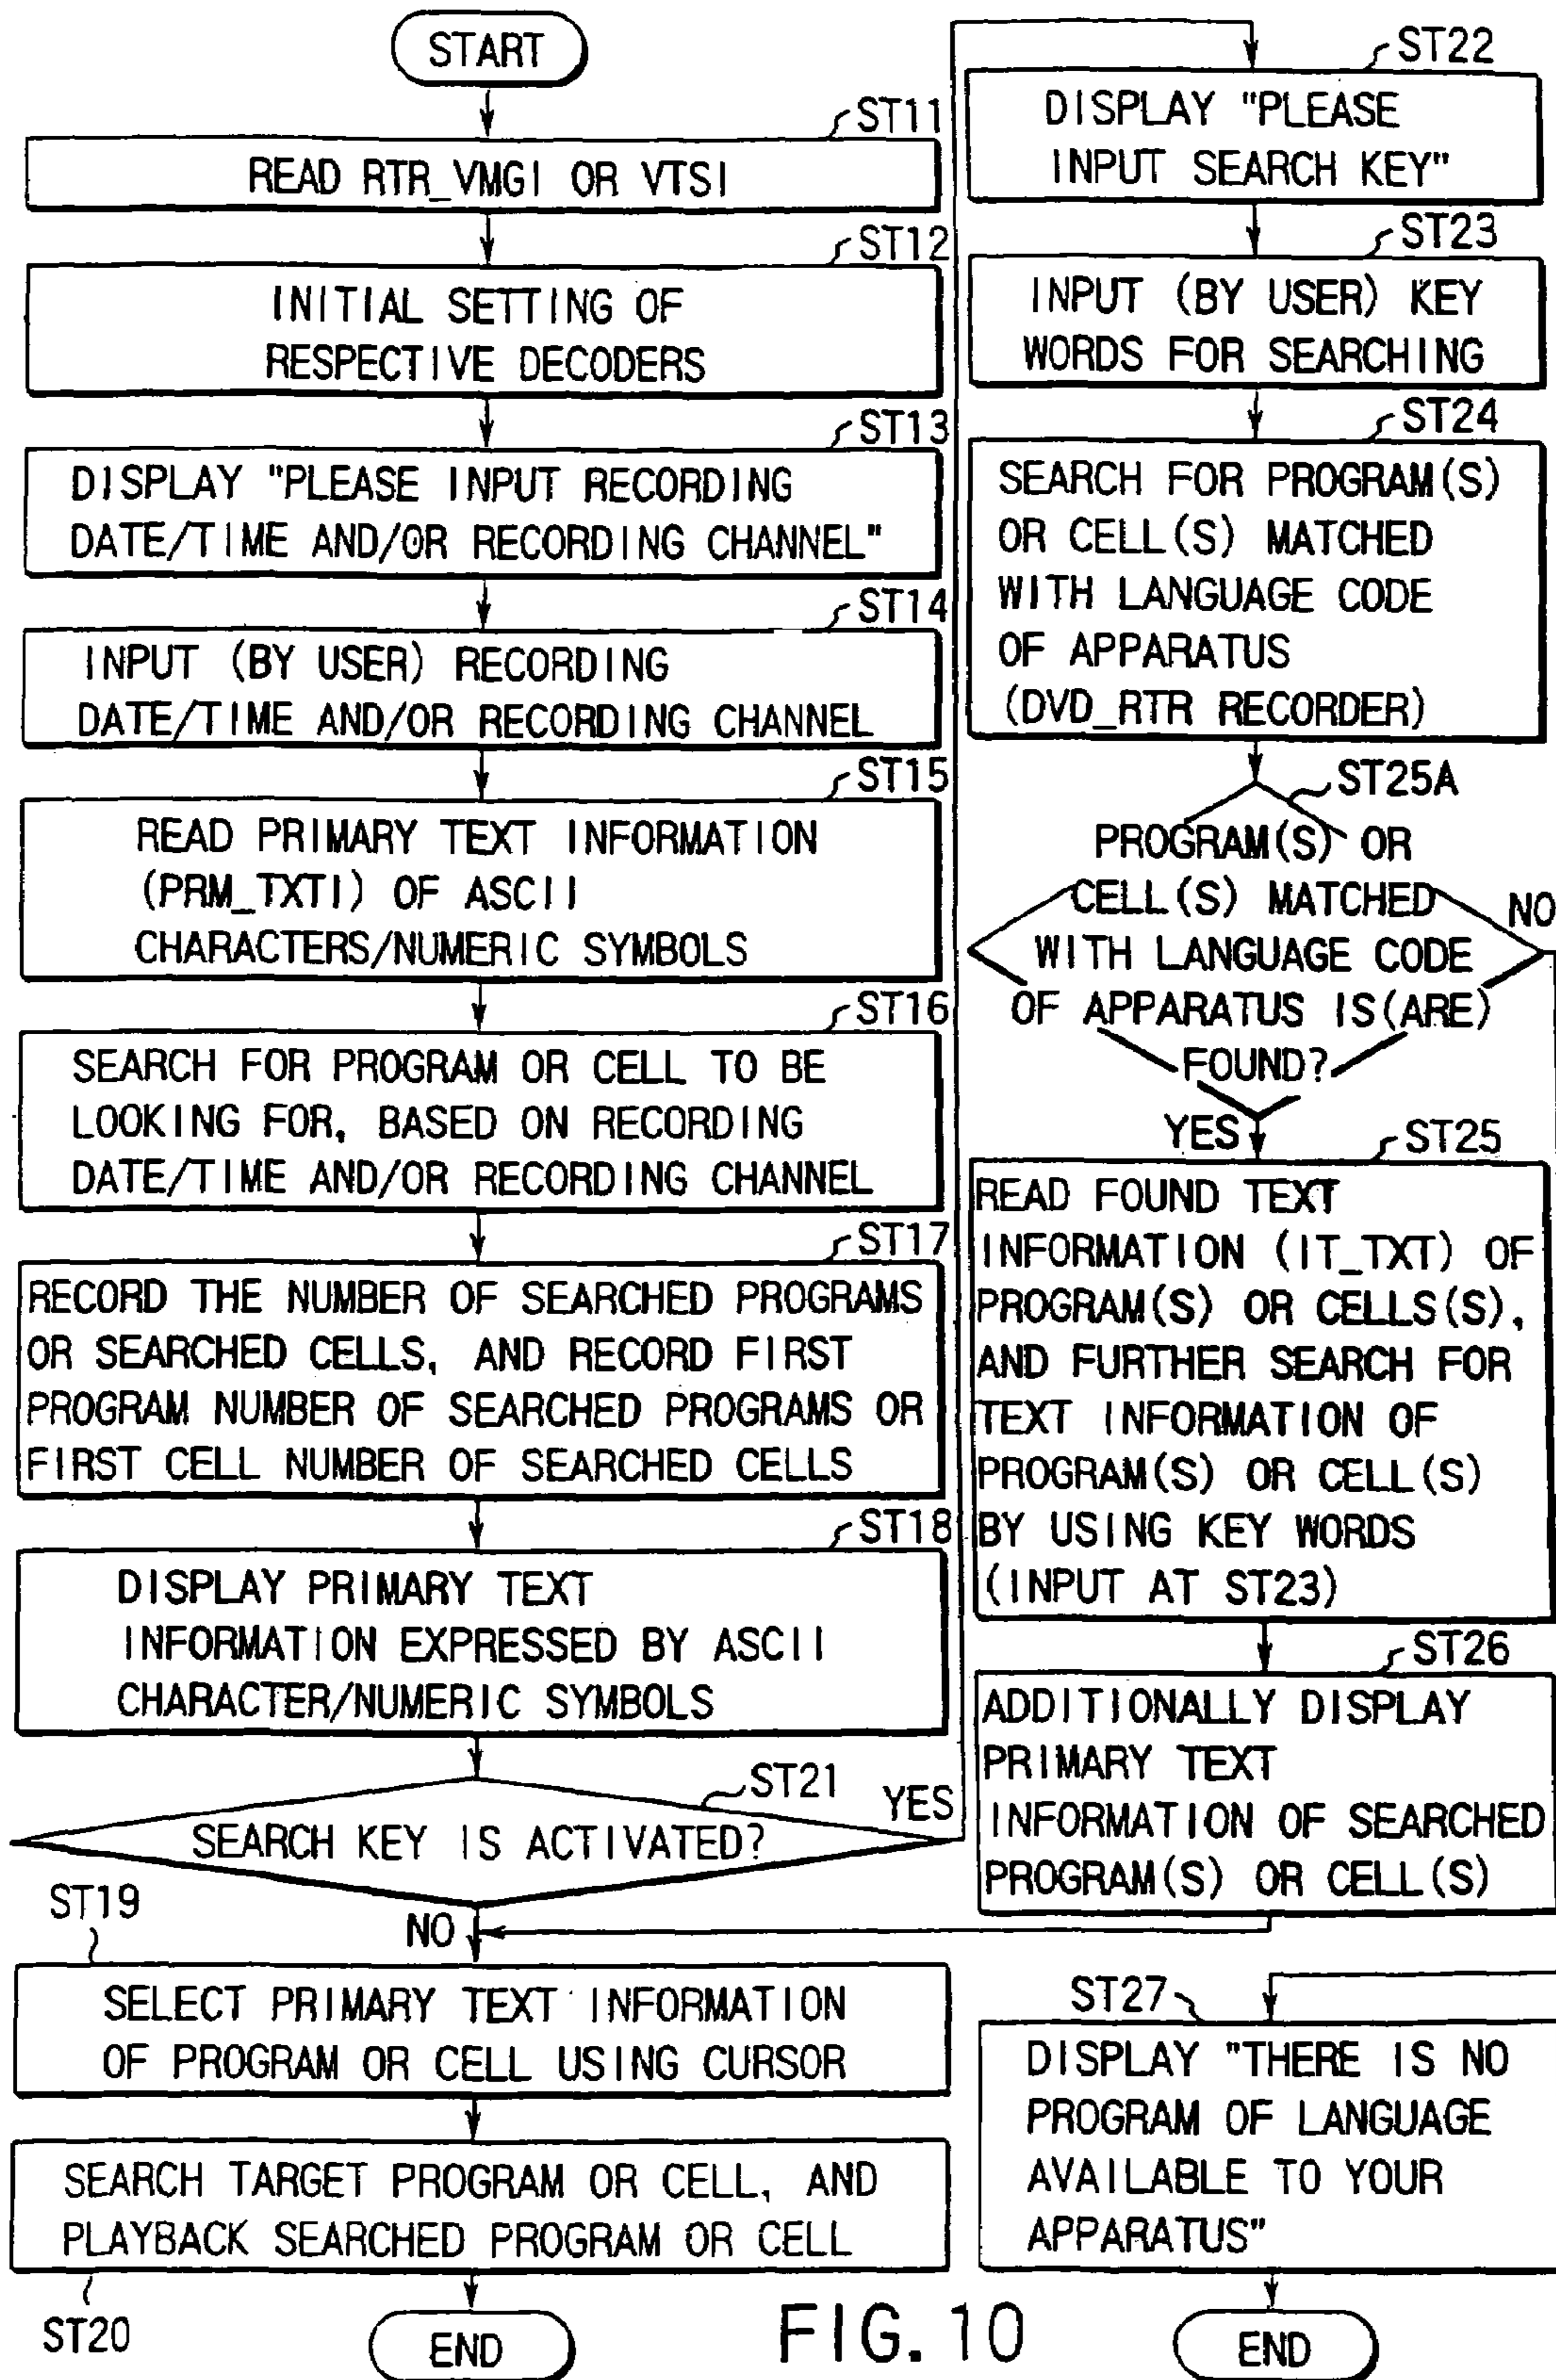 START
ST11
READ RTR_VMGI OR VTSI
ST12
INITIAL SETTING OF
RESPECTIVE DECODERS
ST13
DISPLAY "PLEASE INPUT RECORDING
DATE/TIME AND/OR RECORDING CHANNEL"
ST14
INPUT (BY USER) RECORDING
DATE/TIME AND/OR RECORDING CHANNEL
ST15
READ PRIMARY TEXT INFORMATION
(PRM_TXTI) OF ASCII
CHARACTERS/NUMERIC SYMBOLS
ST16
SEARCH FOR PROGRAM OR CELL TO BE
LOOKING FOR, BASED ON RECORDING
DATE/TIME AND/OR RECORDING CHANNEL
ST17
RECORD THE NUMBER OF SEARCHED PROGRAMS
OR SEARCHED CELLS, AND RECORD FIRST
PROGRAM NUMBER OF SEARCHED PROGRAMS OR
FIRST CELL NUMBER OF SEARCHED CELLS
ST18
DISPLAY PRIMARY TEXT
INFORMATION EXPRESSED BY ASCII
CHARACTER/NUMERIC SYMBOLS
ST21
SEARCH KEY IS ACTIVATED?
YES
NO
ST19
SELECT PRIMARY TEXT INFORMATION
OF PROGRAM OR CELL USING CURSOR
SEARCH TARGET PROGRAM OR CELL, AND
PLAYBACK SEARCHED PROGRAM OR CELL
ST20
END
ST22
DISPLAY "PLEASE
INPUT SEARCH KEY"
ST23
INPUT (BY USER) KEY
WORDS FOR SEARCHING
ST24
SEARCH FOR PROGRAM(S)
OR CELL(S) MATCHED
WITH LANGUAGE CODE
OF APPARATUS
(DVD_RTR RECORDER)
ST25A
PROGRAM(S) OR
CELL(S) MATCHED
WITH LANGUAGE CODE
OF APPARATUS IS(ARE)
FOUND?
NO
YES
ST25
READ FOUND TEXT
INFORMATION (IT_TXT) OF
PROGRAM(S) OR CELLS(S),
AND FURTHER SEARCH FOR
TEXT INFORMATION OF
PROGRAM(S) OR CELL(S)
BY USING KEY WORDS
(INPUT AT ST23)
ST26
ADDITIONALLY DISPLAY
PRIMARY TEXT
INFORMATION OF SEARCHED
PROGRAM(S) OR CELL(S)
ST27
DISPLAY "THERE IS NO
PROGRAM OF LANGUAGE
AVAILABLE TO YOUR
APPARATUS"
END
FIG. 10